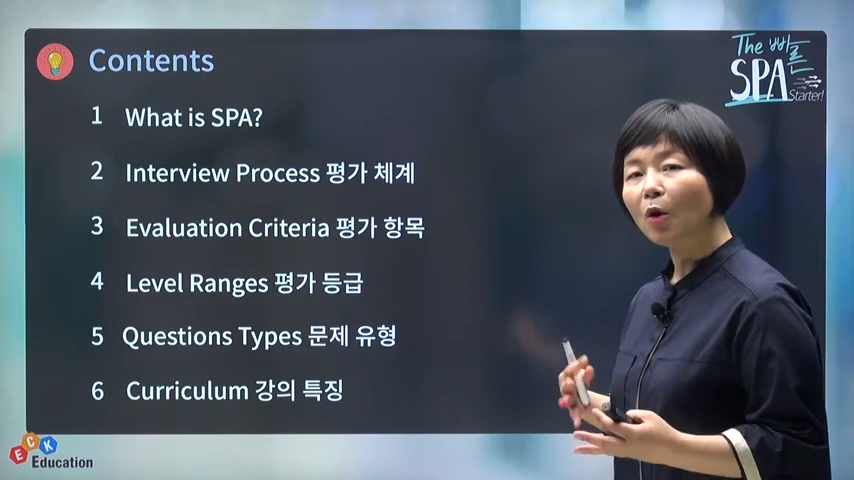 Contents
The 빠른
SPA
Starter!
1 What is SPA?
2 Interview Process 평가 체계
3 Evaluation Criteria 평가 항목
4 Level Ranges 평가 등급
5 Questions Types 문제 유형
6 Curriculum 강의 특징
ECK
Education